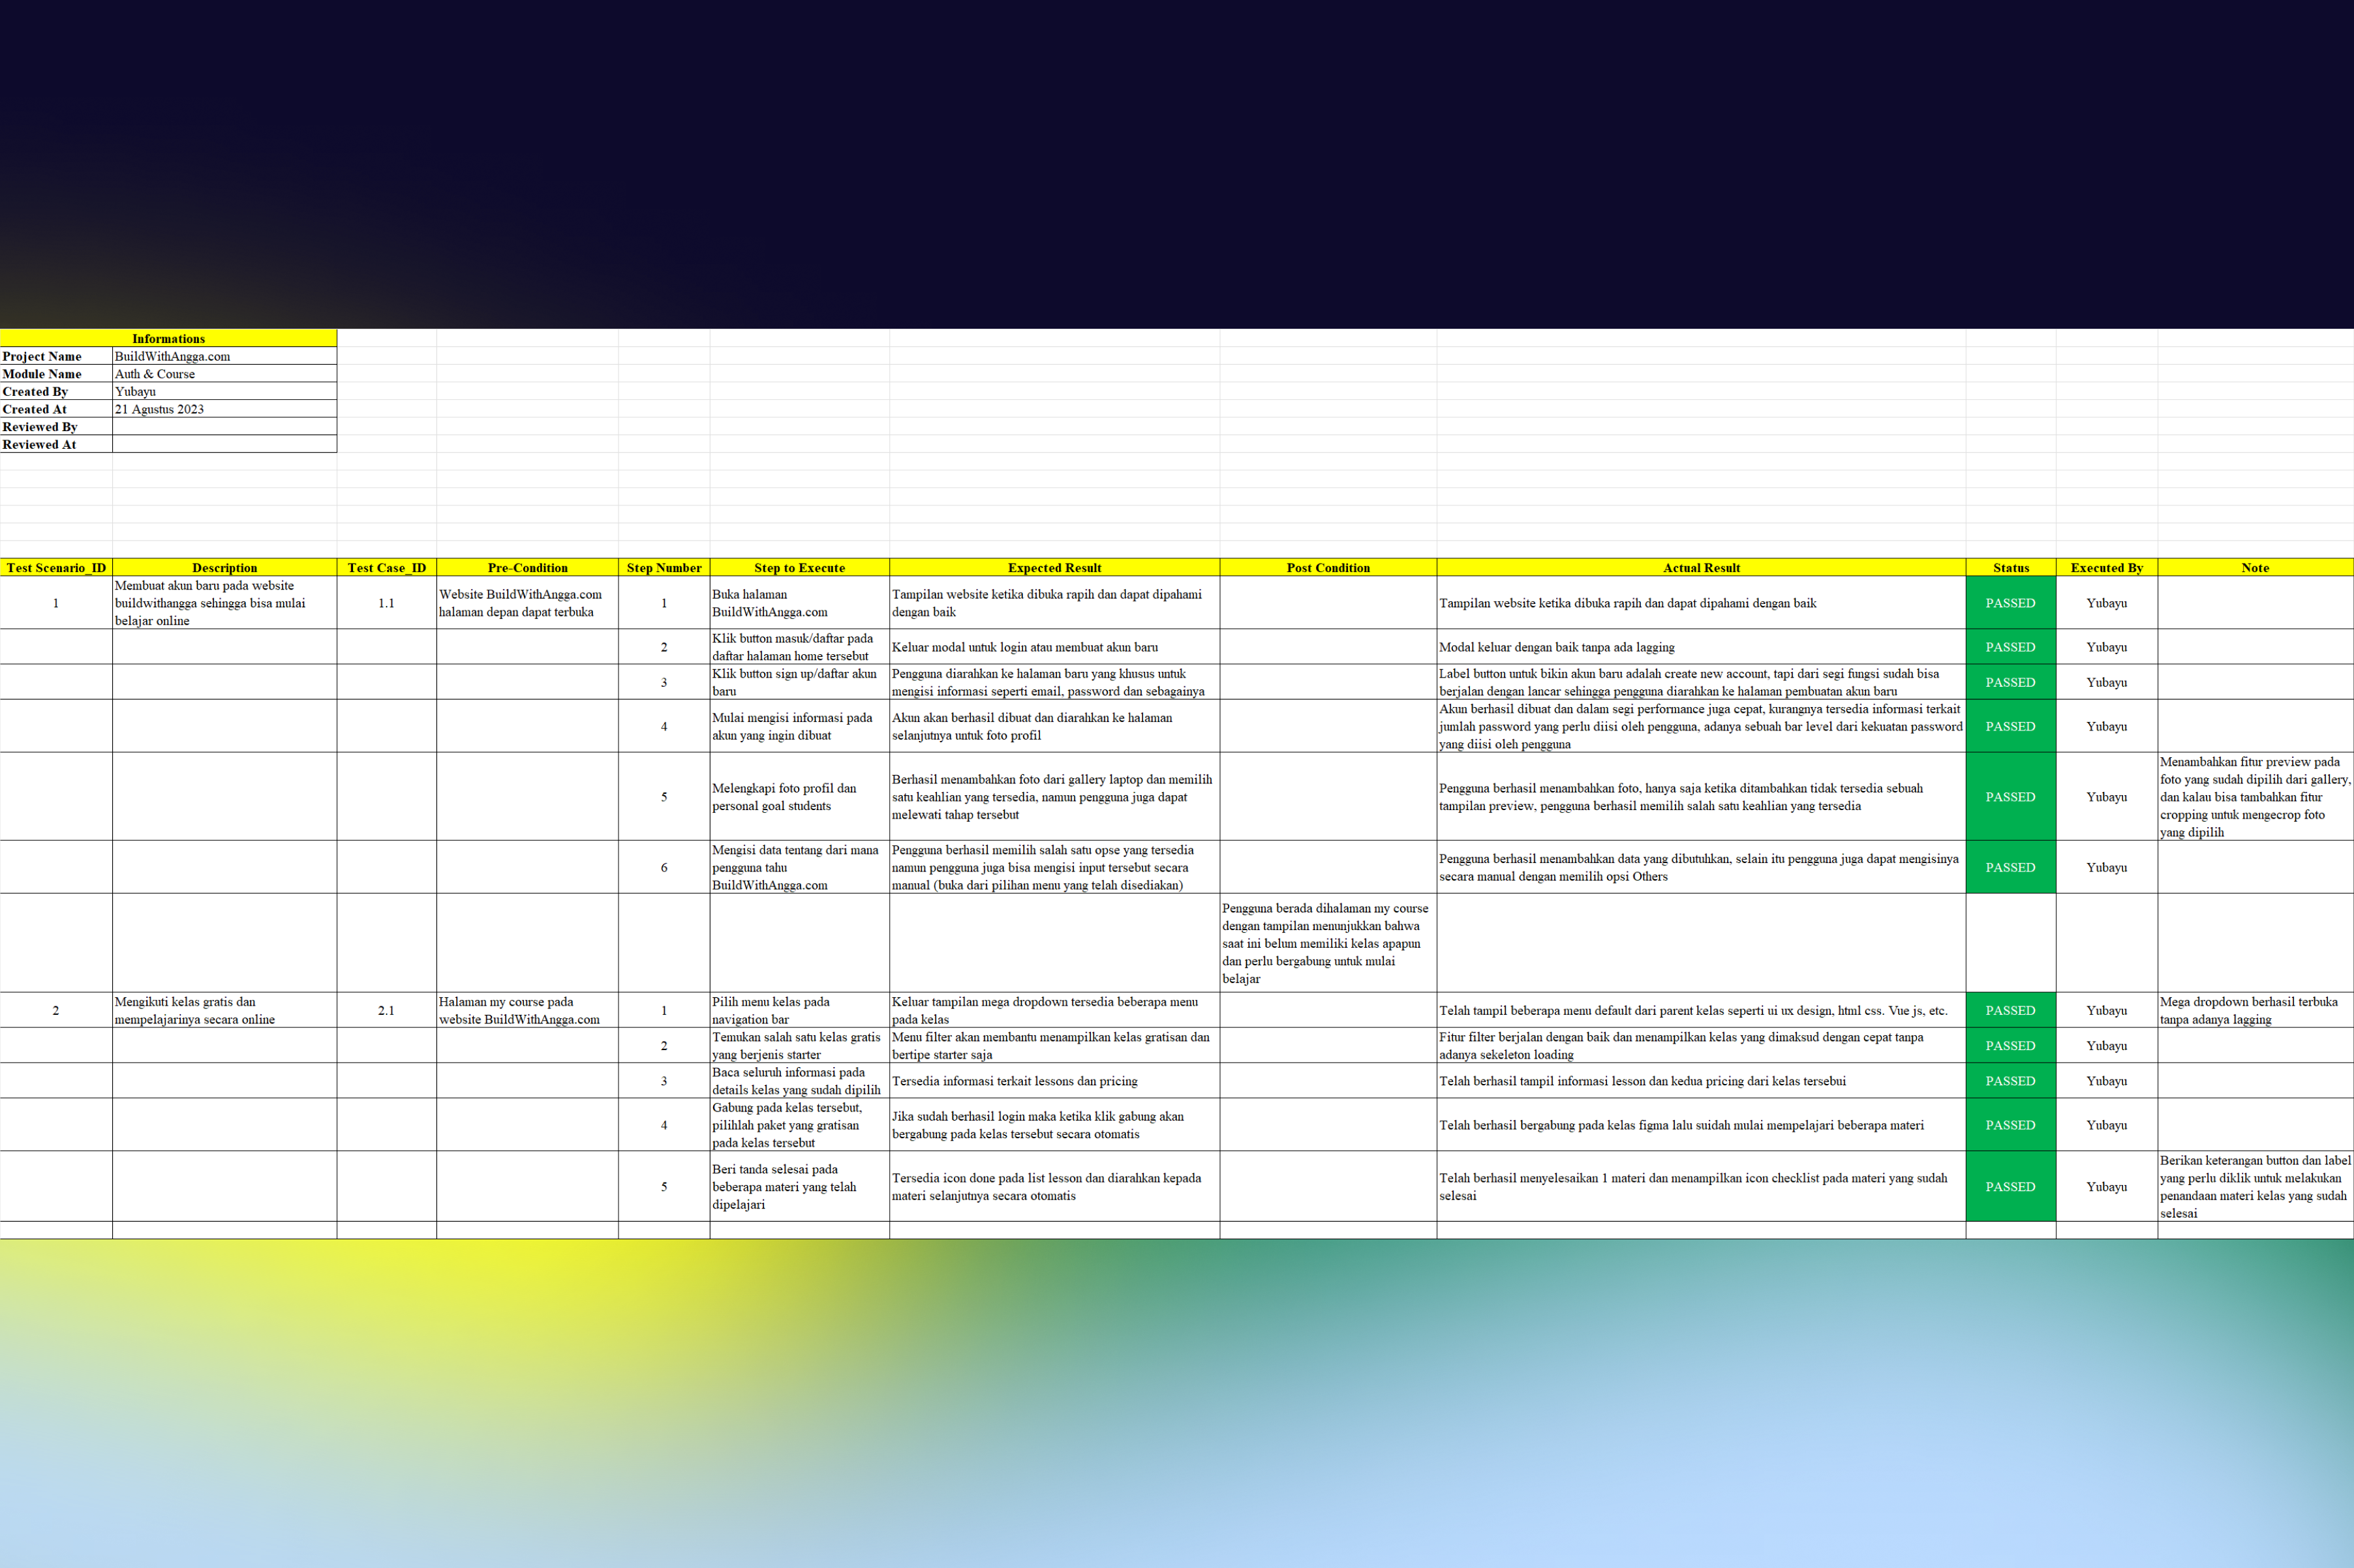 Informations
Project Name BuildWithAngga.com
Module Name Auth & Course
Created By Yubayu
Created At 21 Agustus 2023
Reviewed By
Reviewed At
Test Scenario_ID Description Test Case_ID Pre-Condition Step Number Step to Execute Expected Result Post Condition Actual Result Status Executed By Note
1
Membuat akun baru pada website
buildwithangga sehingga bisa mulai
belajar online
1.1
Website BuildWithAngga.com
halaman depan dapat terbuka
1
Buka halaman
BuildWithAngga.com
Tampilan website ketika dibuka rapih dan dapat dipahami
dengan baik
Tampilan website ketika dibuka rapih dan dapat dipahami dengan baik
PASSED
Yubayu
2
Klik button masuk/daftar pada
daftar halaman home tersebut
Keluar modal untuk login atau membuat akun baru
Modal keluar dengan baik tanpa ada lagging
PASSED
Yubayu
3
Klik button sign up/daftar akun
baru
Pengguna diarahkan ke halaman baru yang khusus untuk
mengisi informasi seperti email, password dan sebagainya
Label button untuk bikin akun baru adalah create new account, tapi dari segi fungsi sudah bisa
berjalan dengan lancar sehingga pengguna diarahkan ke halaman pembuatan akun baru
PASSED
Yubayu
4
Mulai mengisi informasi pada
akun yang ingin dibuat
Akun akan berhasil dibuat dan diarahkan ke halaman
selanjutnya untuk foto profil
Akun berhasil dibuat dan dalam segi performance juga cepat, kurangnya tersedia informasi terkait
jumlah password yang perlu diisi oleh pengguna, adanya sebuah bar level dari kekuatan password
yang diisi oleh pengguna
PASSED
Yubayu
5
Melengkapi foto profil dan
personal goal students
Berhasil menambahkan foto dari gallery laptop dan memilih
satu keahlian yang tersedia, namun pengguna juga dapat
melewati tahap tersebut
Pengguna berhasil menambahkan foto, hanya saja ketika ditambahkan tidak tersedia sebuah
tampilan preview, pengguna berhasil memilih salah satu keahlian yang tersedia
PASSED
Yubayu
Menambahkan fitur preview pada
foto yang sudah dipilih dari gallery,
dan kalau bisa tambahkan fitur
cropping untuk mengecrop foto
yang dipilih
6
Mengisi data tentang dari mana
pengguna tahu
BuildWithAngga.com
Pengguna berhasil memilih salah satu opse yang tersedia
namun pengguna juga bisa mengisi input tersebut secara
manual (buka dari pilihan menu yang telah disediakan)
Pengguna berhasil menambahkan data yang dibutuhkan, selain itu pengguna juga dapat mengisinya
secara manual dengan memilih opsi Others
PASSED
Yubayu
Pengguna berada dihalaman my course
dengan tampilan menunjukkan bahwa
saat ini belum memiliki kelas apapun
dan perlu bergabung untuk mulai
belajar
2
Mengikuti kelas gratis dan
mempelajarinya secara online
2.1
Halaman my course pada
website BuildWithAngga.com
1
Pilih menu kelas pada
navigation bar
Keluar tampilan mega dropdown tersedia beberapa menu
pada kelas
Telah tampil beberapa menu default dari parent kelas seperti ui ux design, html css. Vue js, etc.
PASSED
Yubayu
Mega dropdown berhasil terbuka
tanpa adanya lagging
2
Temukan salah satu kelas gratis
yang berjenis starter
Menu filter akan membantu menampilkan kelas gratisan dan
bertipe starter saja
Fitur filter berjalan dengan baik dan menampilkan kelas yang dimaksud dengan cepat tanpa
adanya sekeleton loading
PASSED
Yubayu
3
Baca seluruh informasi pada
details kelas yang sudah dipilih
Tersedia informasi terkait lessons dan pricing
Telah berhasil tampil informasi lesson dan kedua pricing dari kelas tersebui
PASSED
Yubayu
4
Gabung pada kelas tersebut,
pilihlah paket yang gratisan
pada kelas tersebut
Jika sudah berhasil login maka ketika klik gabung akan
bergabung pada kelas tersebut secara otomatis
Telah berhasil bergabung pada kelas figma lalu suidah mulai mempelajari beberapa materi
PASSED
Yubayu
5
Beri tanda selesai pada
beberapa materi yang telah
dipelajari
Tersedia icon done pada list lesson dan diarahkan kepada
materi selanjutnya secara otomatis
Telah berhasil menyelesaikan 1 materi dan menampilkan icon checklist pada materi yang sudah
selesai
PASSED
Yubayu
Berikan keterangan button dan label
yang perlu diklik untuk melakukan
penandaan materi kelas yang sudah
selesai